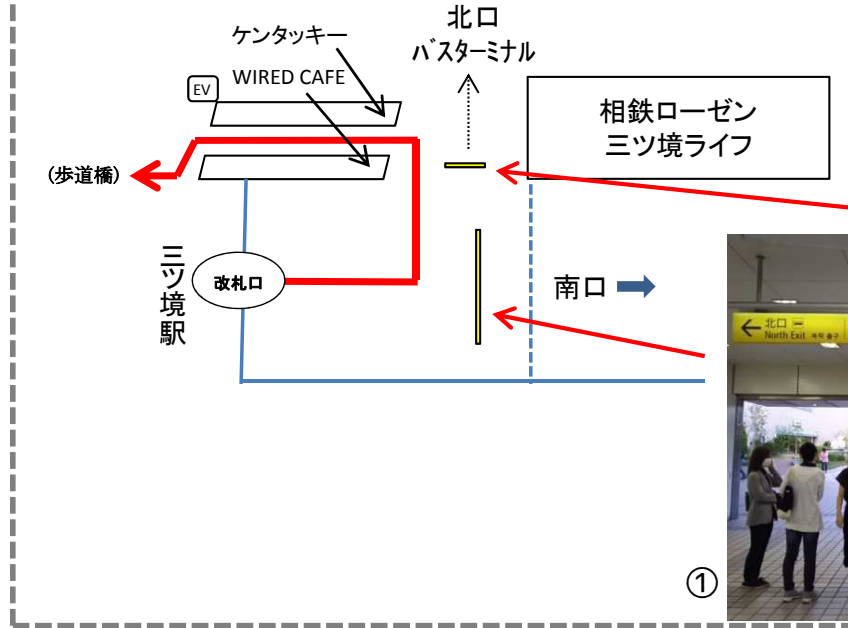 北口
バスターミナル
ケンタッキー
WIRED CAFE
EV
相鉄ローゼン
三ツ境ライフ
(歩道橋)
三ツ境駅
改札口
南口
北口
North Exit
①